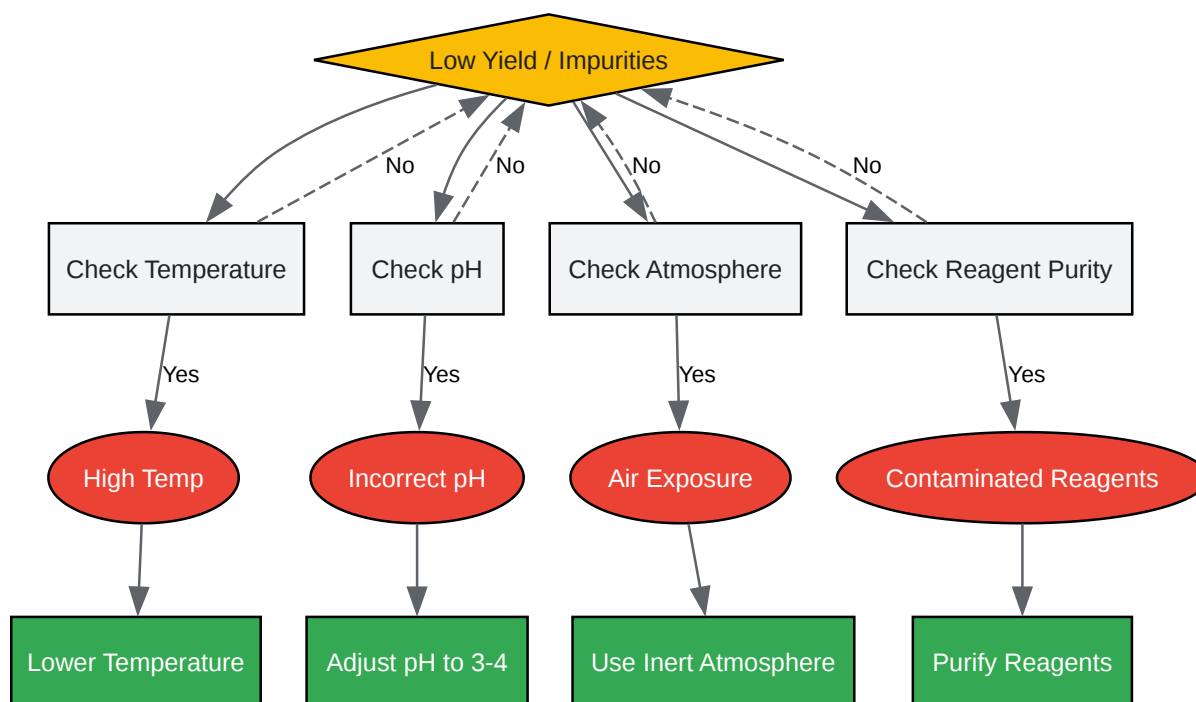 Low Yield / Impurities
No
No
No
No
Check Temperature
Check pH
Check Atmosphere
Check Reagent Purity
Yes
Yes
Yes
Yes
High Temp
Incorrect pH
Air Exposure
Contaminated Reagents
Lower Temperature
Adjust pH to 3-4
Use Inert Atmosphere
Purify Reagents